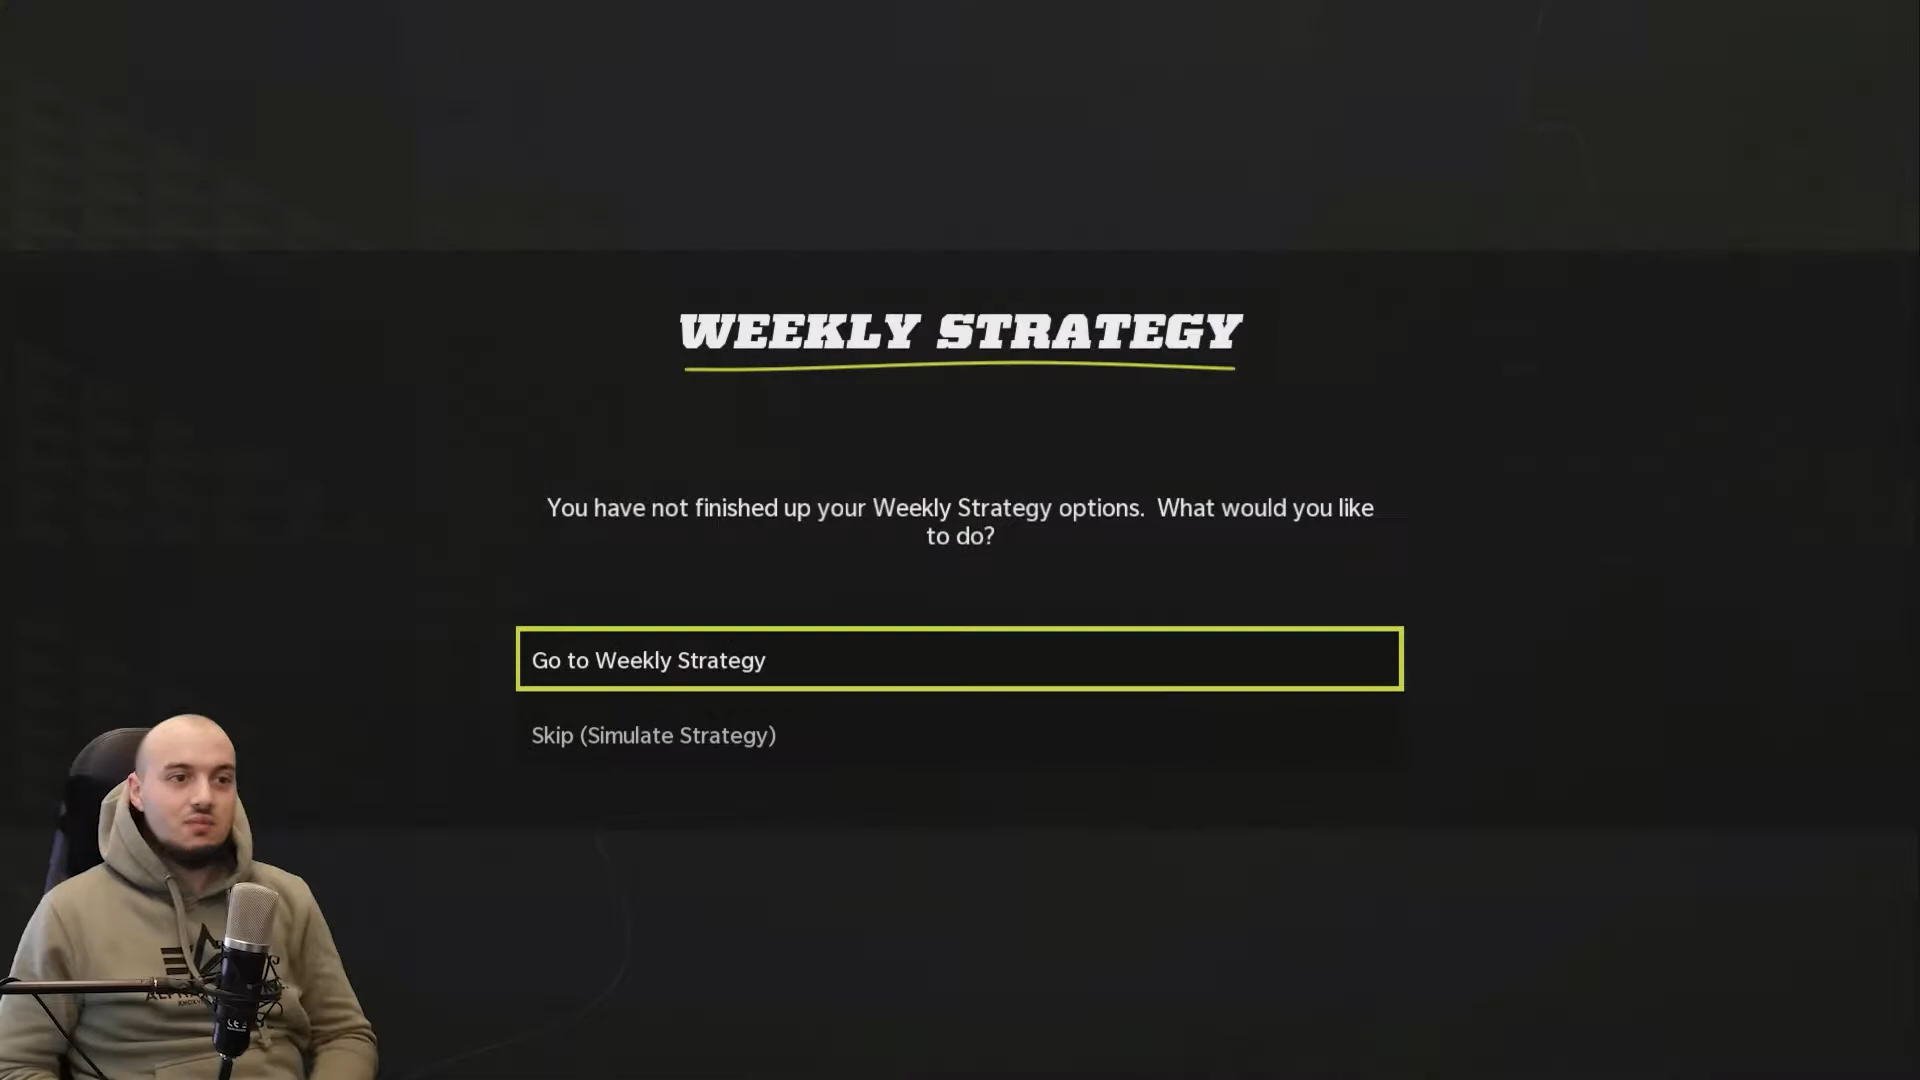 WEEKLY STRATEGY
You have not finished up your Weekly Strategy options. What would you like
to do?
Go to Weekly Strategy
Skip (Simulate Strategy)